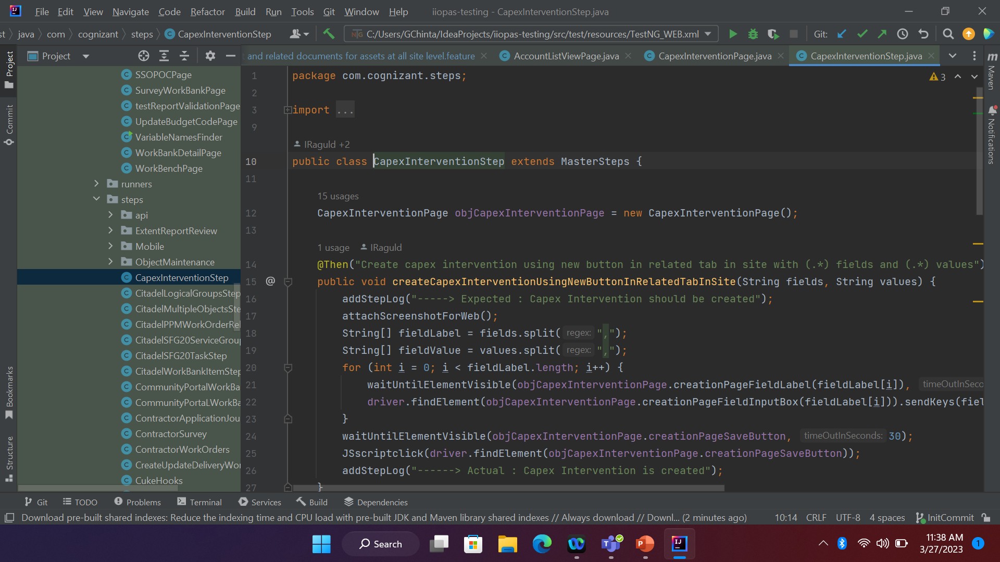 File Edit View Navigate Code Refactor Build Run Tools Git Window Help iiopas-testing - CapexInterventionStep.java
st java com cognizant steps CapexInterventionStep C:/Users/GChinta/IdeaProjects/iiopas-testing/src/test/resources/TestNG_WEB.xml Git:
Project t and related documents for assets at all site level.feature AccountListViewPage.java CapexInterventionPage.java CapexInterventionStep.java
Project
Commit
Bookmarks
Structure
Maven
Notifications
SSOPOCPage
SurveyWorkBankPage
testReportValidationPage
UpdateBudgetCodePage
VariableNamesFinder
WorkBankDetailPage
WorkBenchPage
runners
steps
api
ExtentReportReview
Mobile
ObjectMaintenance
CapexInterventionStep
CitadelLogicalGroupsStep
CitadelMultipleObjectsSte
CitadelPPMWorkOrderRel
CitadelSFG20ServiceGroup
CitadelSFG20TaskStep
CitadelWorkBankItemStep
CommunityPortalWorkBa
CommunityPortaLWorkBa
ContractorApplicationJou
ContractorSurvey
ContractorWorkOrders
CreateUpdateDeliveryWor
CukeHooks
3
1 package com.cognizant.steps;
2
3 import ...
9
IRaguld +2
10 public class CapexInterventionStep extends MasterSteps {
11
15 usages
12 CapexInterventionPage objCapexInterventionPage = new CapexInterventionPage();
13
1 usage IRaguld
14 @Then("Create capex intervention using new button in related tab in site with (.*) fields and (.*) values")
15 @ public void createCapexInterventionUsingNewButtonInRelatedTabInSite(String fields, String values) {
16 addStepLog("-----> Expected : Capex Intervention should be created");
17 attachScreenshotForWeb();
18 String[] fieldLabel = fields.split( regex: ",");
19 String[] fieldValue = values.split( regex: ",");
20 for (int i = 0; i < fieldLabel.length; i++) {
21 waitUntilElementVisible(objCapexInterventionPage.creationPageFieldLabel(fieldLabel[i]), timeOutInSeco
22 driver.findElement(objCapexInterventionPage.creationPageFieldInputBox(fieldLabel[i])).sendKeys(fiel
23 }
24 waitUntilElementVisible(objCapexInterventionPage.creationPageSaveButton, timeOutInSeconds: 30);
25 JSscriptclick(driver.findElement(objCapexInterventionPage.creationPageSaveButton));
26 addStepLog("------> Actual : Capex Intervention is created");
27 }
Git TODO Problems Terminal Services Build Dependencies
Download pre-built shared indexes: Reduce the indexing time and CPU load with pre-built JDK and Maven library shared indexes // Always download // Downl... (2 minutes ago) 10:14 CRLF UTF-8 4 spaces InitCommit
Search
11:38 AM
3/27/2023
1